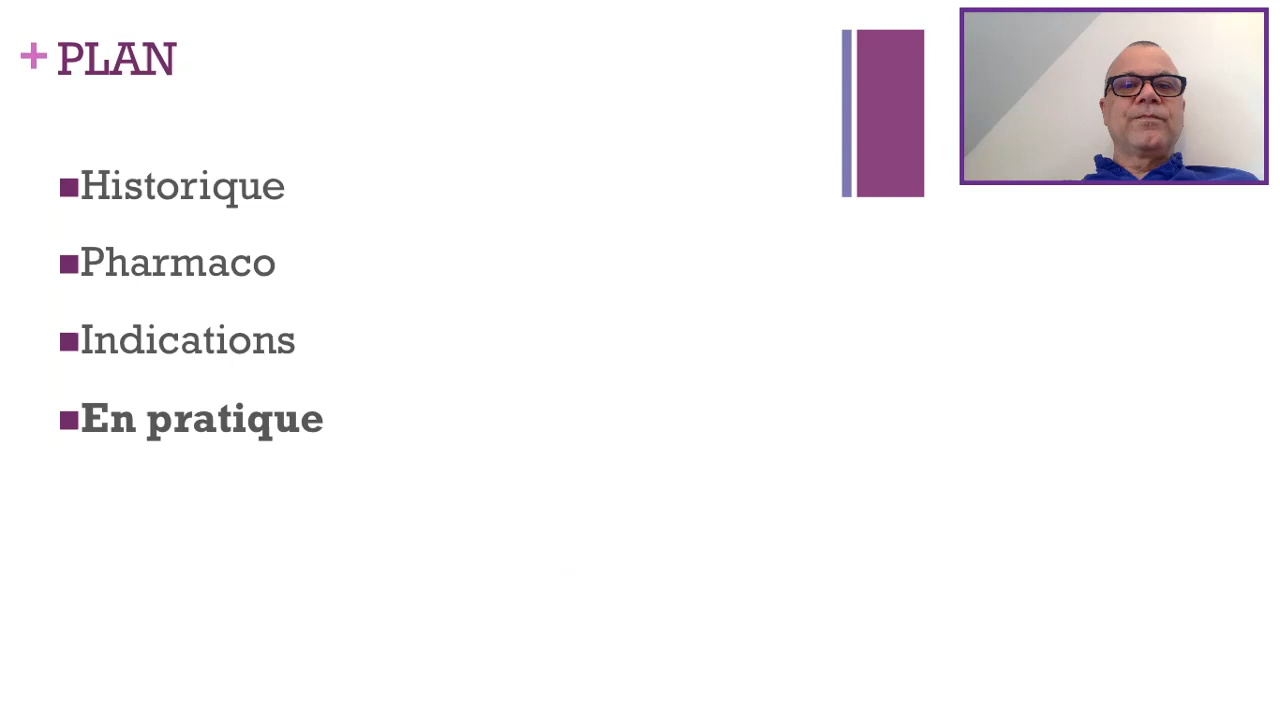 + PLAN
Historique
Pharmaco
Indications
En pratique